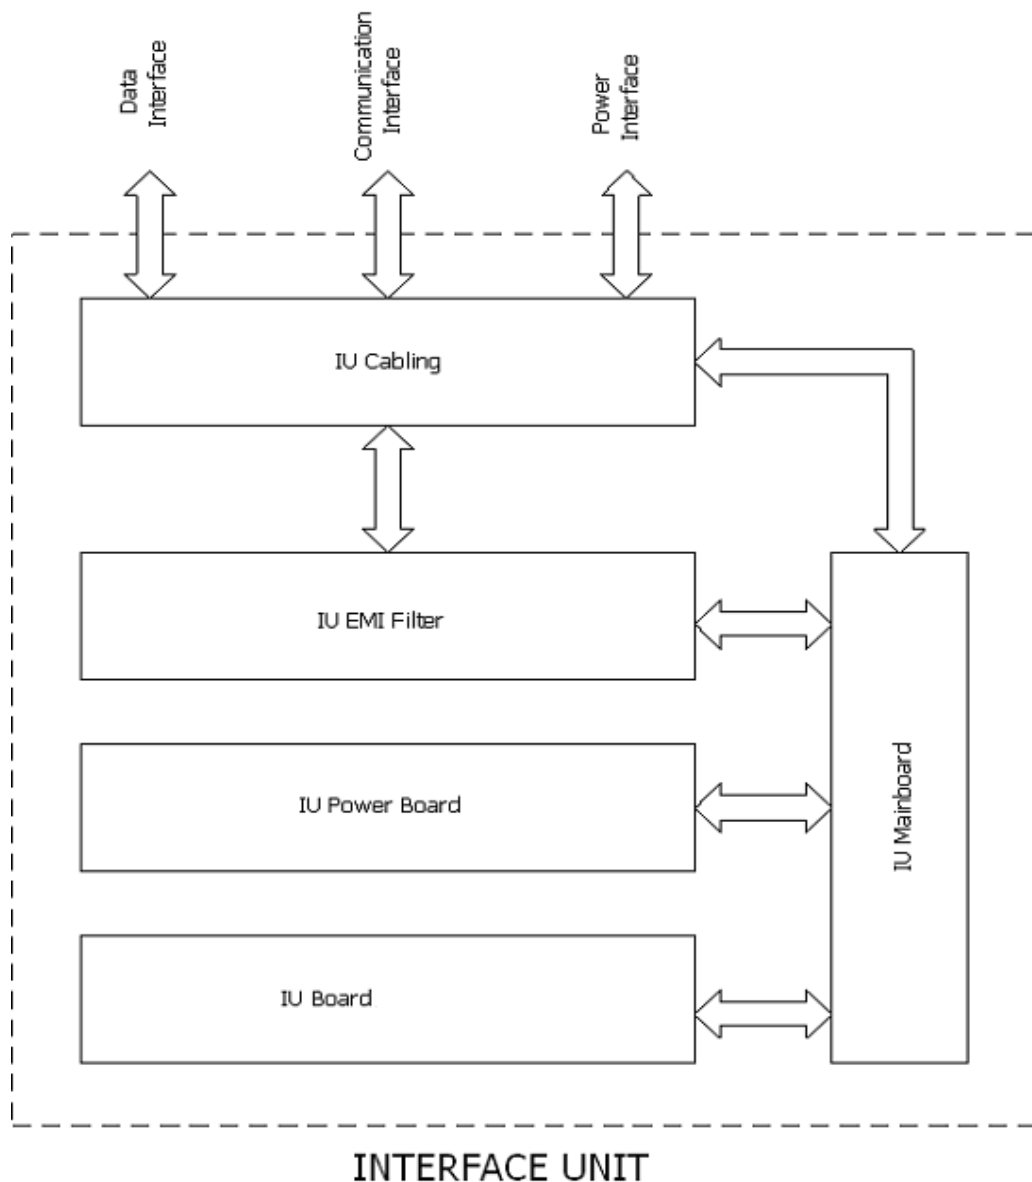 Data
Interface
Communication
Interface
Power
Interface
IU Cabling
IU EMI Filter
IU Power Board
IU Mainboard
IU Board
INTERFACE UNIT